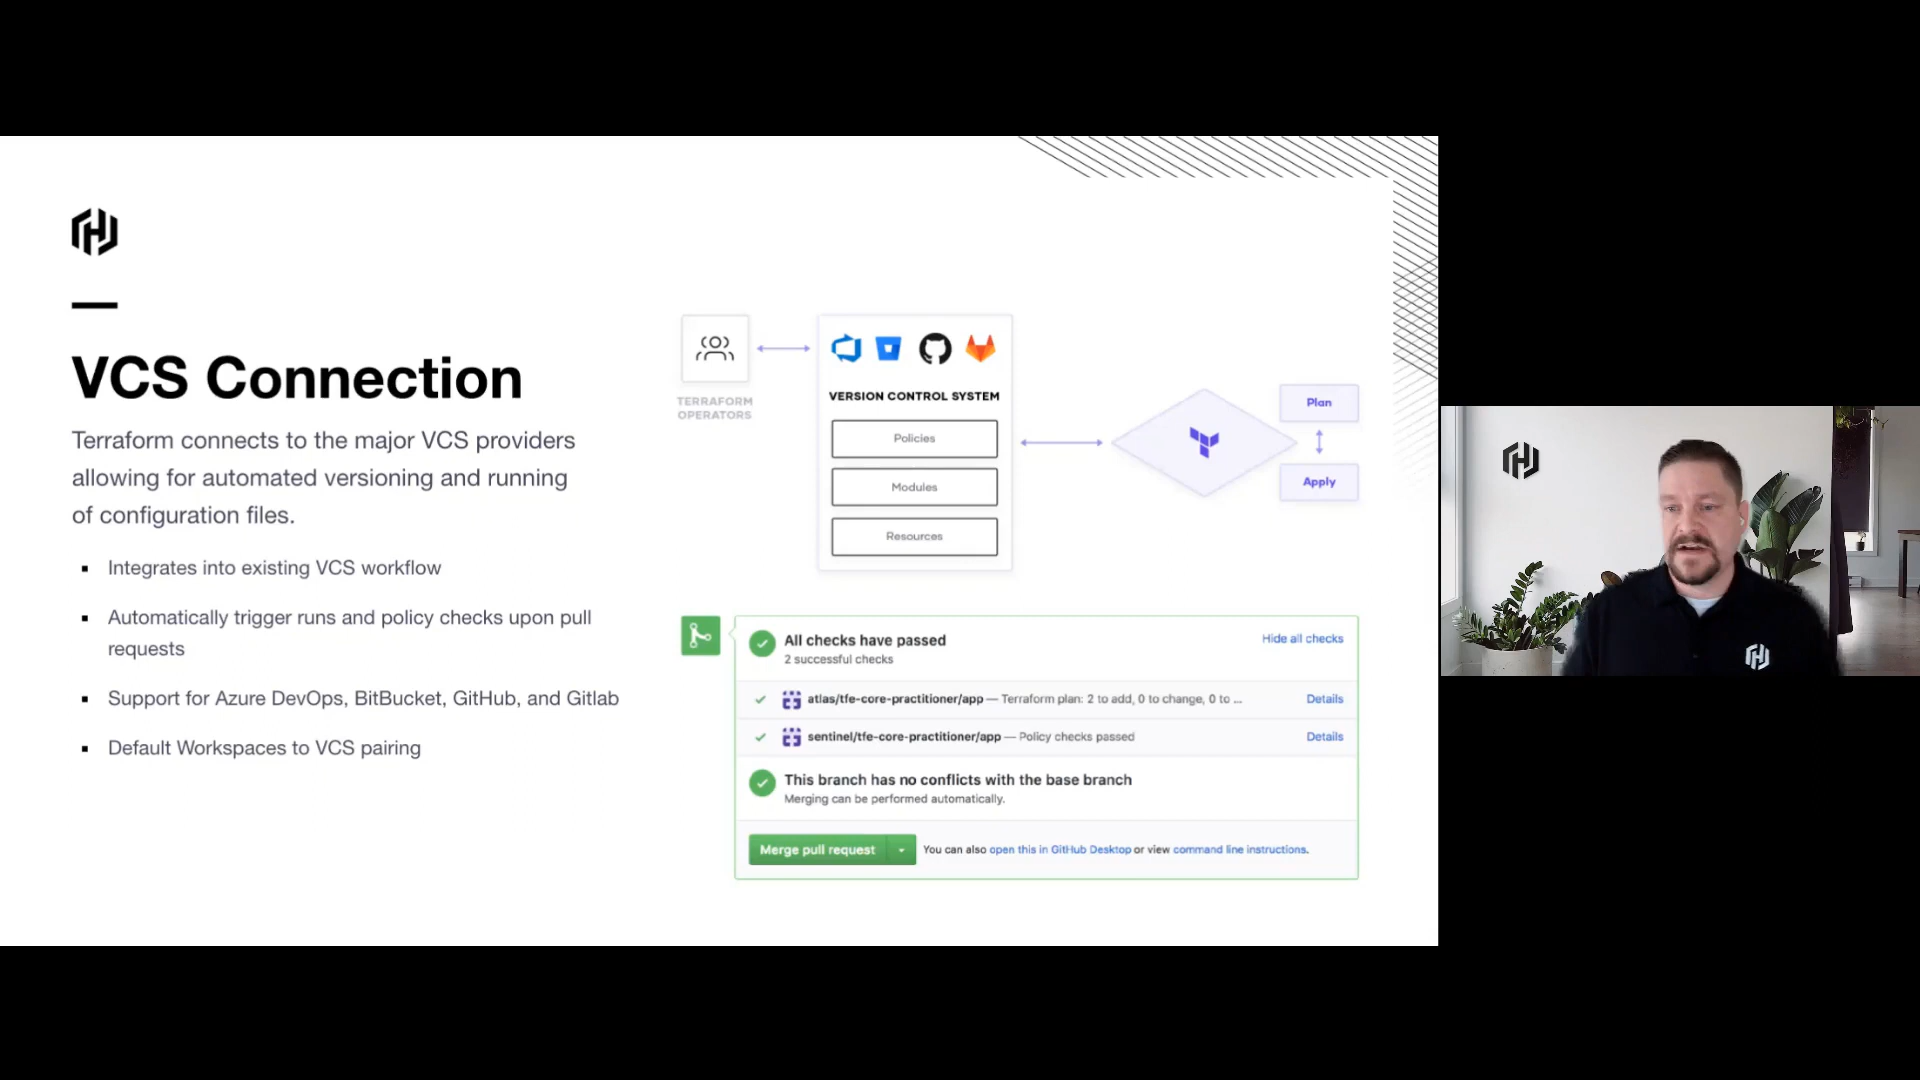 VCS Connection
Terraform connects to the major VCS providers
allowing for automated versioning and running
of configuration files.
▪ Integrates into existing VCS workflow
▪ Automatically trigger runs and policy checks upon pull
requests
▪ Support for Azure DevOps, BitBucket, GitHub, and Gitlab
▪ Default Workspaces to VCS pairing
TERRAFORM
OPERATORS
VERSION CONTROL SYSTEM
Policies
Modules
Resources
Plan
Apply
All checks have passed
Hide all checks
2 successful checks
atlas/tfe-core-practitioner/app — Terraform plan: 2 to add, 0 to change, 0 to ...
Details
sentinel/tfe-core-practitioner/app — Policy checks passed
Details
This branch has no conflicts with the base branch
Merging can be performed automatically.
Merge pull request
You can also open this in GitHub Desktop or view command line instructions.